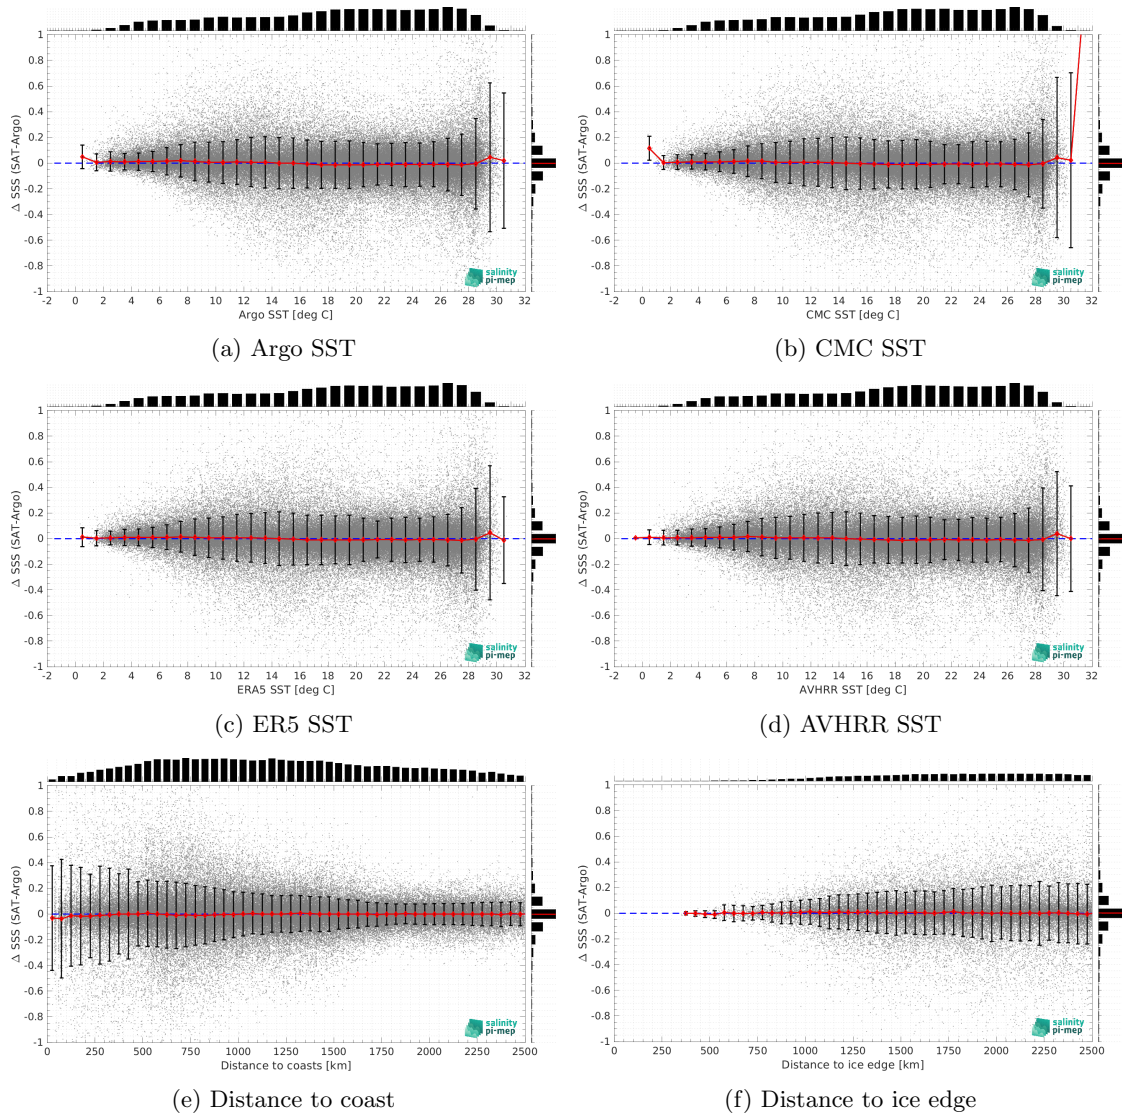 1
0.8
0.6
0.4
0.2
0
-0.2
-0.4
-0.6
-0.8
-1
Δ SSS (SAT-Argo)
-2 0 2 4 6 8 10 12 14 16 18 20 22 24 26 28 30 32
Argo SST [deg C]
salinity
pi-mep
(a) Argo SST
1
0.8
0.6
0.4
0.2
0
-0.2
-0.4
-0.6
-0.8
-1
Δ SSS (SAT-Argo)
-2 0 2 4 6 8 10 12 14 16 18 20 22 24 26 28 30 32
CMC SST [deg C]
salinity
pi-mep
(b) CMC SST
1
0.8
0.6
0.4
0.2
0
-0.2
-0.4
-0.6
-0.8
-1
Δ SSS (SAT-Argo)
-2 0 2 4 6 8 10 12 14 16 18 20 22 24 26 28 30 32
ERA5 SST [deg C]
salinity
pi-mep
(c) ER5 SST
1
0.8
0.6
0.4
0.2
0
-0.2
-0.4
-0.6
-0.8
-1
Δ SSS (SAT-Argo)
-2 0 2 4 6 8 10 12 14 16 18 20 22 24 26 28 30 32
AVHRR SST [deg C]
salinity
pi-mep
(d) AVHRR SST
1
0.8
0.6
0.4
0.2
0
-0.2
-0.4
-0.6
-0.8
-1
Δ SSS (SAT-Argo)
0 250 500 750 1000 1250 1500 1750 2000 2250 2500
Distance to coasts [km]
salinity
pi-mep
(e) Distance to coast
1
0.8
0.6
0.4
0.2
0
-0.2
-0.4
-0.6
-0.8
-1
Δ SSS (SAT-Argo)
0 250 500 750 1000 1250 1500 1750 2000 2250 2500
Distance to ice edge [km]
salinity
pi-mep
(f) Distance to ice edge